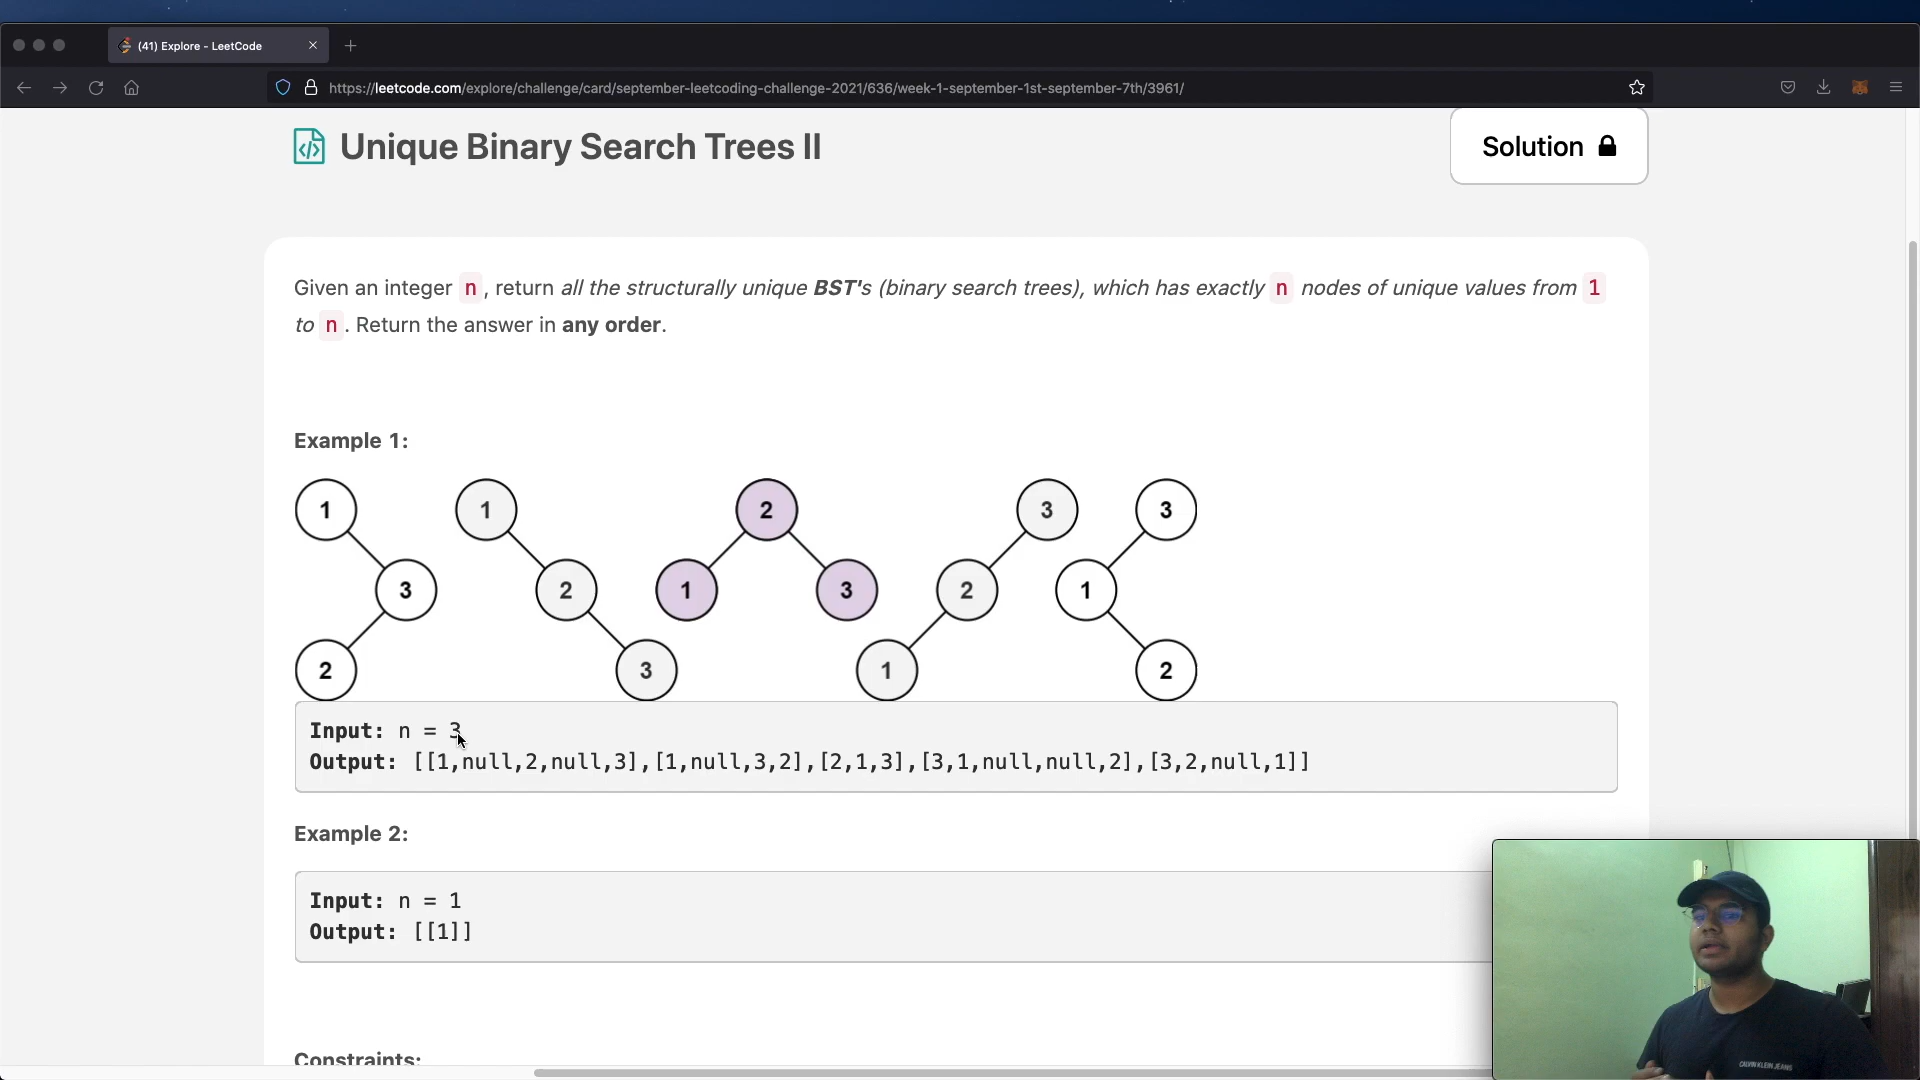 (41) Explore - LeetCode
https://leetcode.com/explore/challenge/card/september-leetcoding-challenge-2021/636/week-1-september-1st-september-7th/3961/
Unique Binary Search Trees II
Solution
Given an integer n, return all the structurally unique BST's (binary search trees), which has exactly n nodes of unique values from 1
to n. Return the answer in any order.
Example 1:
1 1 2 3 3
3 2 1 3 2 1
2 3 1 2
Input: n = 3
Output: [[1,null,2,null,3],[1,null,3,2],[2,1,3],[3,1,null,null,2],[3,2,null,1]]
Example 2:
Input: n = 1
Output: [[1]]
Constraints:
CALVIN KLEIN JEANS